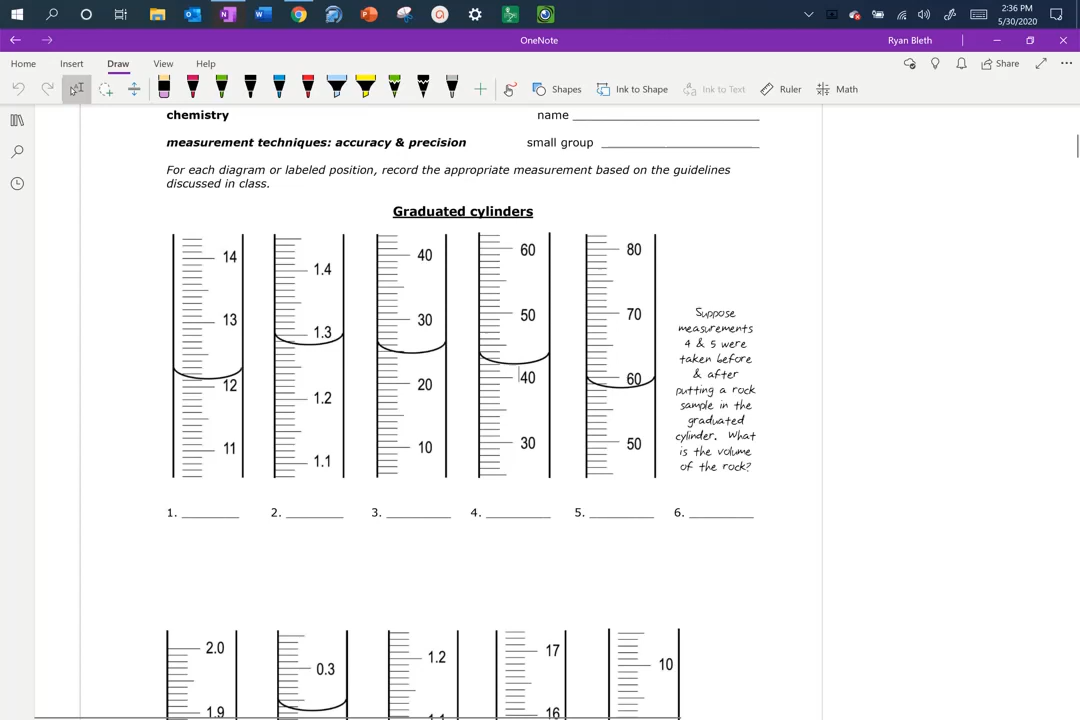 2:36 PM
5/30/2020
OneNote
Ryan Bleth
Home Insert Draw View Help
Share
Shapes Ink to Shape Ink to Text Ruler Math
chemistry name
measurement techniques: accuracy & precision small group
For each diagram or labeled position, record the appropriate measurement based on the guidelines
discussed in class.
Graduated cylinders
14
13
12
11
1.4
1.3
1.2
1.1
40
30
20
10
60
50
40
30
80
70
60
50
Suppose
measurements
4 & 5 were
taken before
& after
putting a rock
sample in the
graduated
cylinder. What
is the volume
of the rock?
1. 2. 3. 4. 5. 6.
2.0
1.9
0.3
1.2
1.1
17
16
10